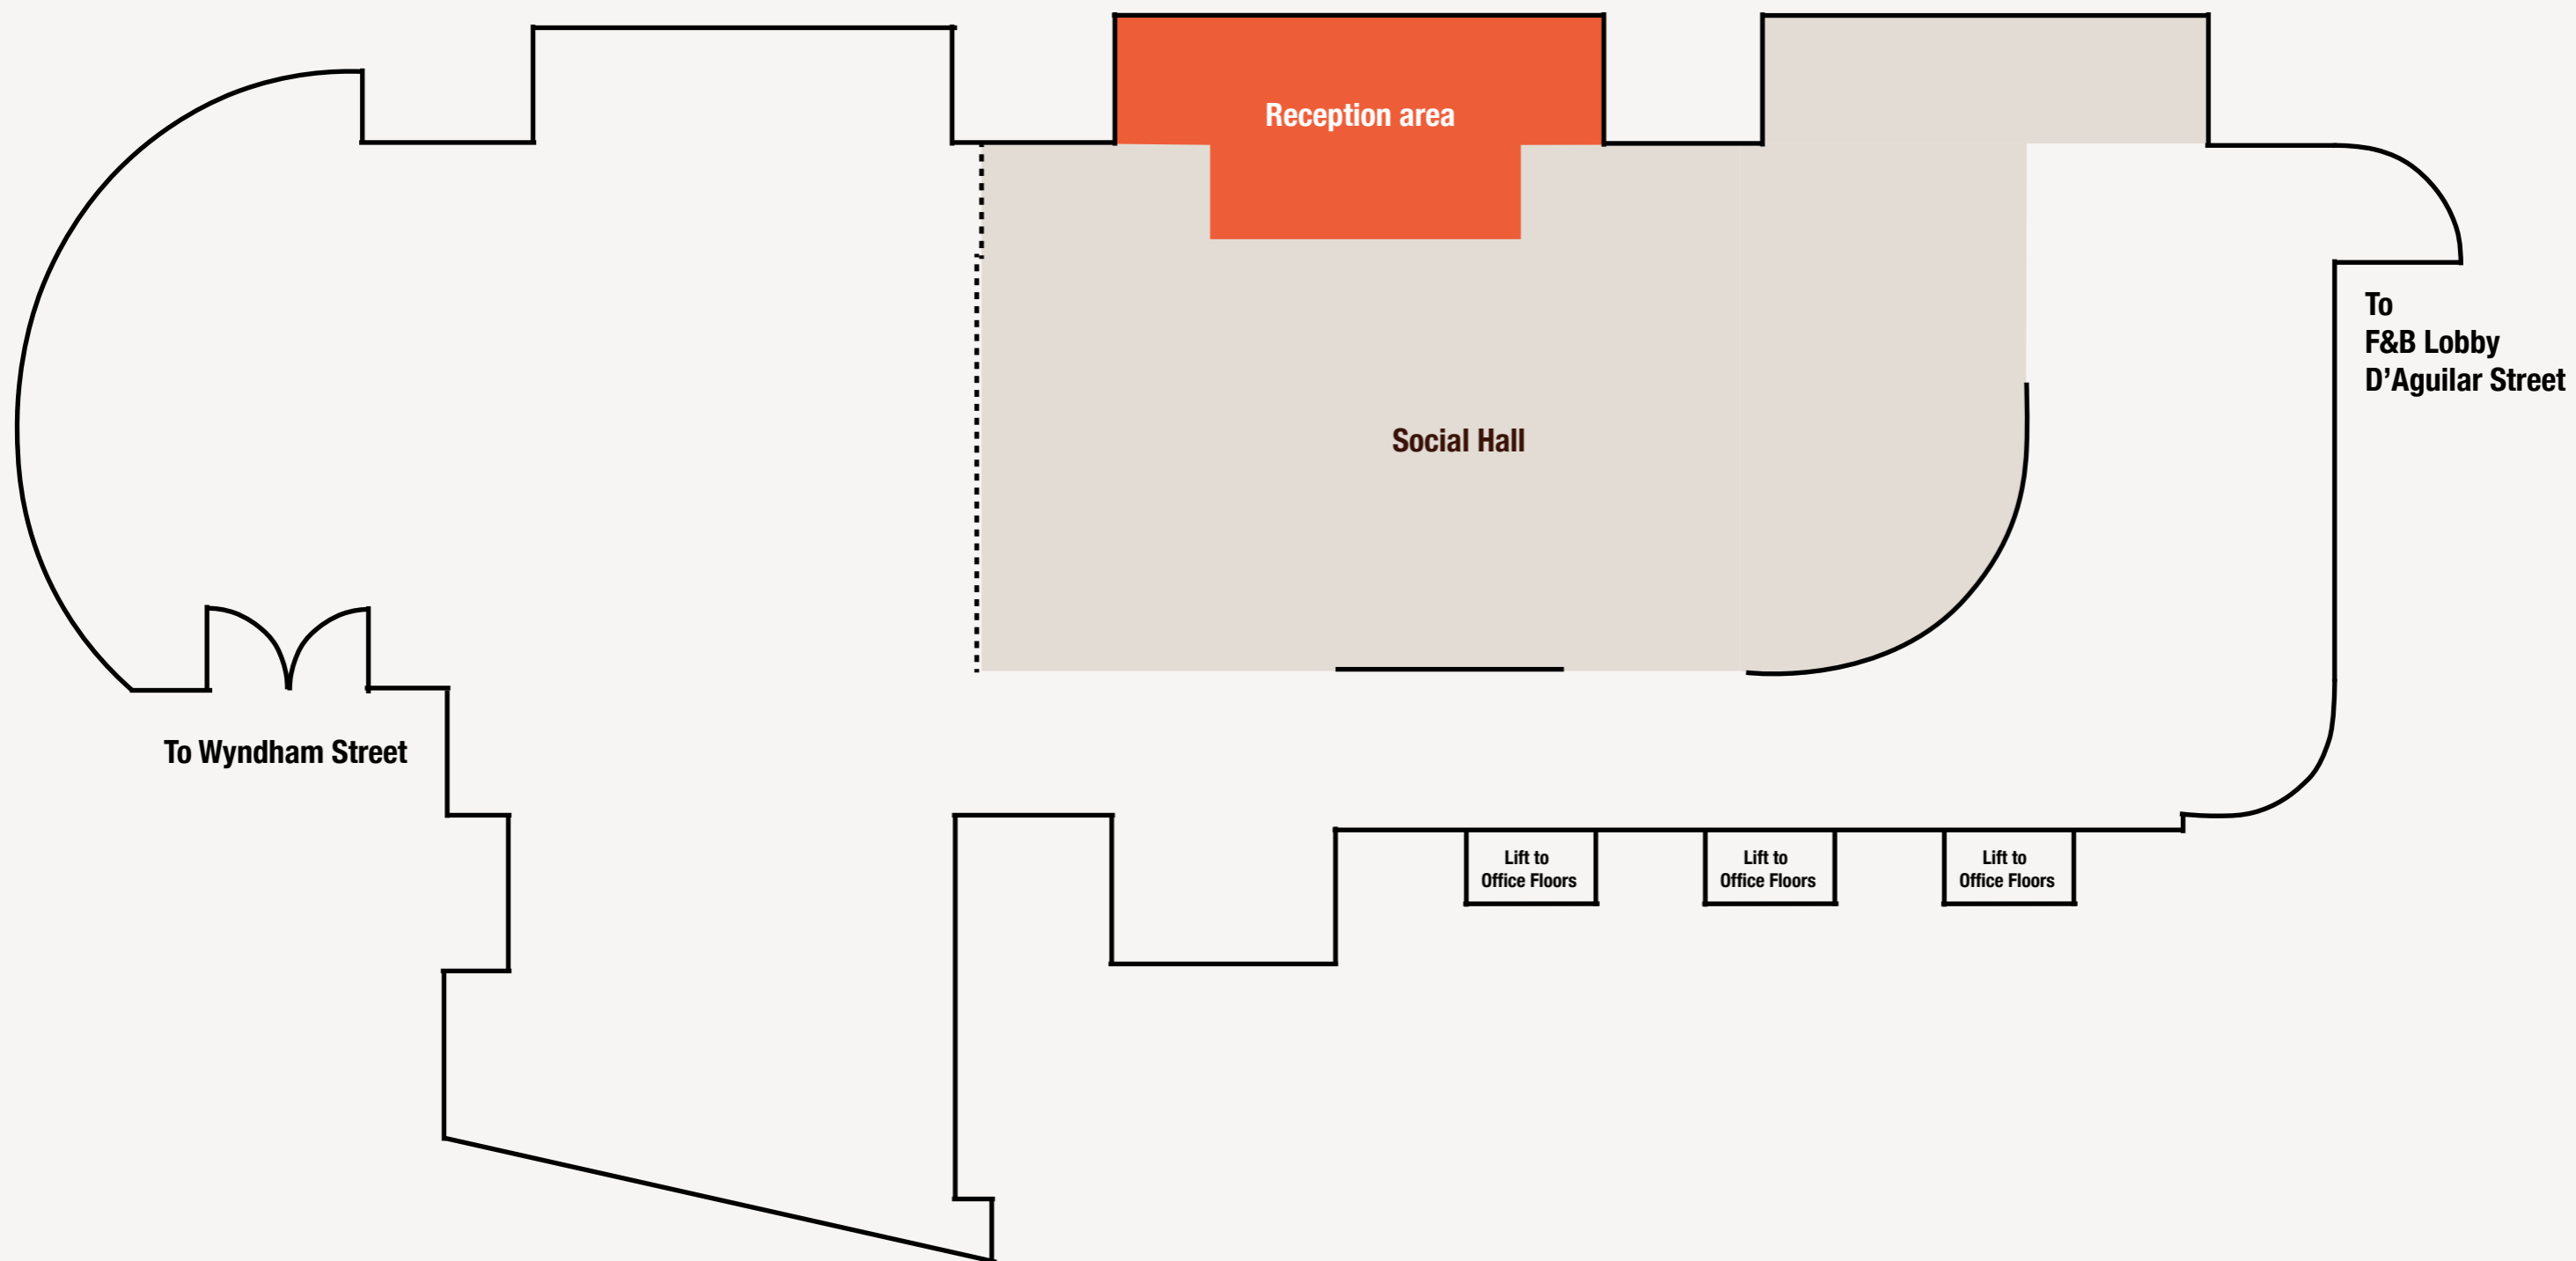 Reception area
To
F&B Lobby
D’Aguilar Street
Social Hall
To Wyndham Street
Lift to
Office Floors
Lift to
Office Floors
Lift to
Office Floors